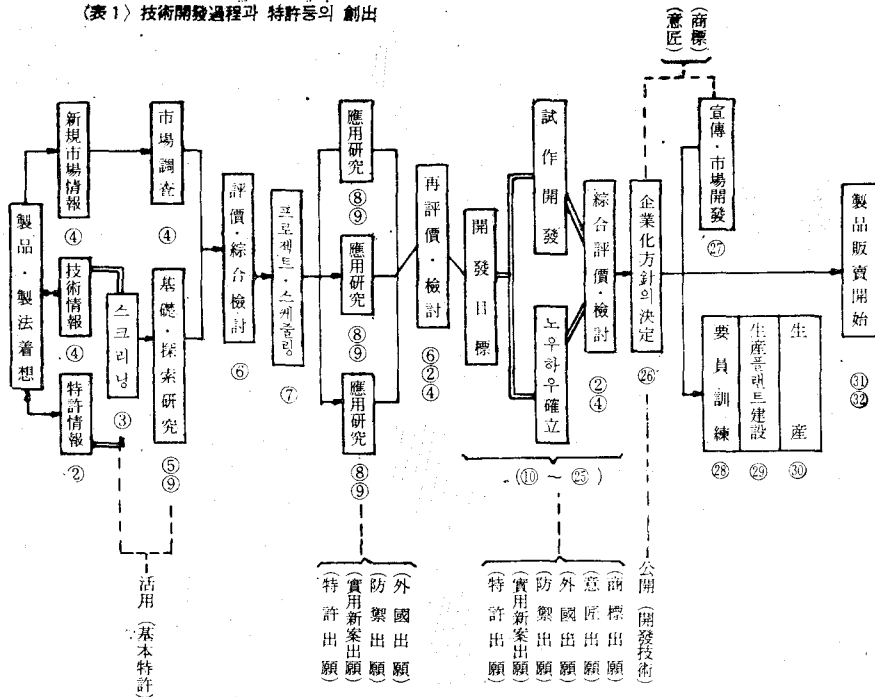 〈表 1〉 技術開發過程과 特許등의 創出
製品・製法着想
新規市場情報
④
技術情報
④
特許情報
②
스크리닝
③
市場調査
④
基礎・探索硏究
⑤
⑨
活用(基本特許)
評價・綜合檢討
⑥
프로젝트・스케줄링
⑦
應用硏究
⑧
⑨
應用硏究
⑧
⑨
應用硏究
⑧
⑨
(特許出願)
(實用新案出願)
(防禦出願)
(外國出願)
再評價・檢討
⑥
②
④
開發目標
試作開發
노우하우確立
(⑩ ~ ㉕)
(特許出願)
(實用新案出願)
(防禦出願)
(外國出願)
(意匠出願)
(商標出願)
綜合評價・檢討
②
④
企業化方針의決定
㉖
公開(開發技術)
(意匠)
(商標)
宣傳・市場開發
㉗
要員訓練
㉘
生産플랜트建設
㉙
生産
㉚
製品販賣開始
㉛
㉜